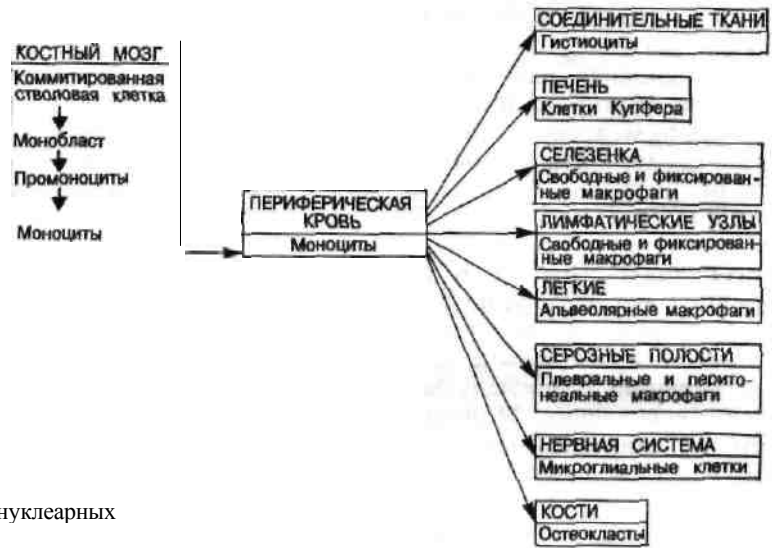 КОСТНЫЙ МОЗГ
Коммитированная
стволовая клетка
Монобласт
Промоноциты
Моноциты
ПЕРИФЕРИЧЕСКАЯ
КРОВЬ
Моноциты
СОЕДИНИТЕЛЬНЫЕ ТКАНИ
Гистиоциты
ПЕЧЕНЬ
Клетки Купфера
СЕЛЕЗЕНКА
Свободные и фиксирован-
ные макрофаги
ЛИМФАТИЧЕСКИЕ УЗЛЫ
Свободные и фиксирован-
ные макрофаги
ЛЕГКИЕ
Альвеолярные макрофаги
СЕРОЗНЫЕ ПОЛОСТИ
Плевральные и перито-
неальные макрофаги
НЕРВНАЯ СИСТЕМА
Микроглиальные клетки
КОСТИ
Остеокласты
нуклеарных